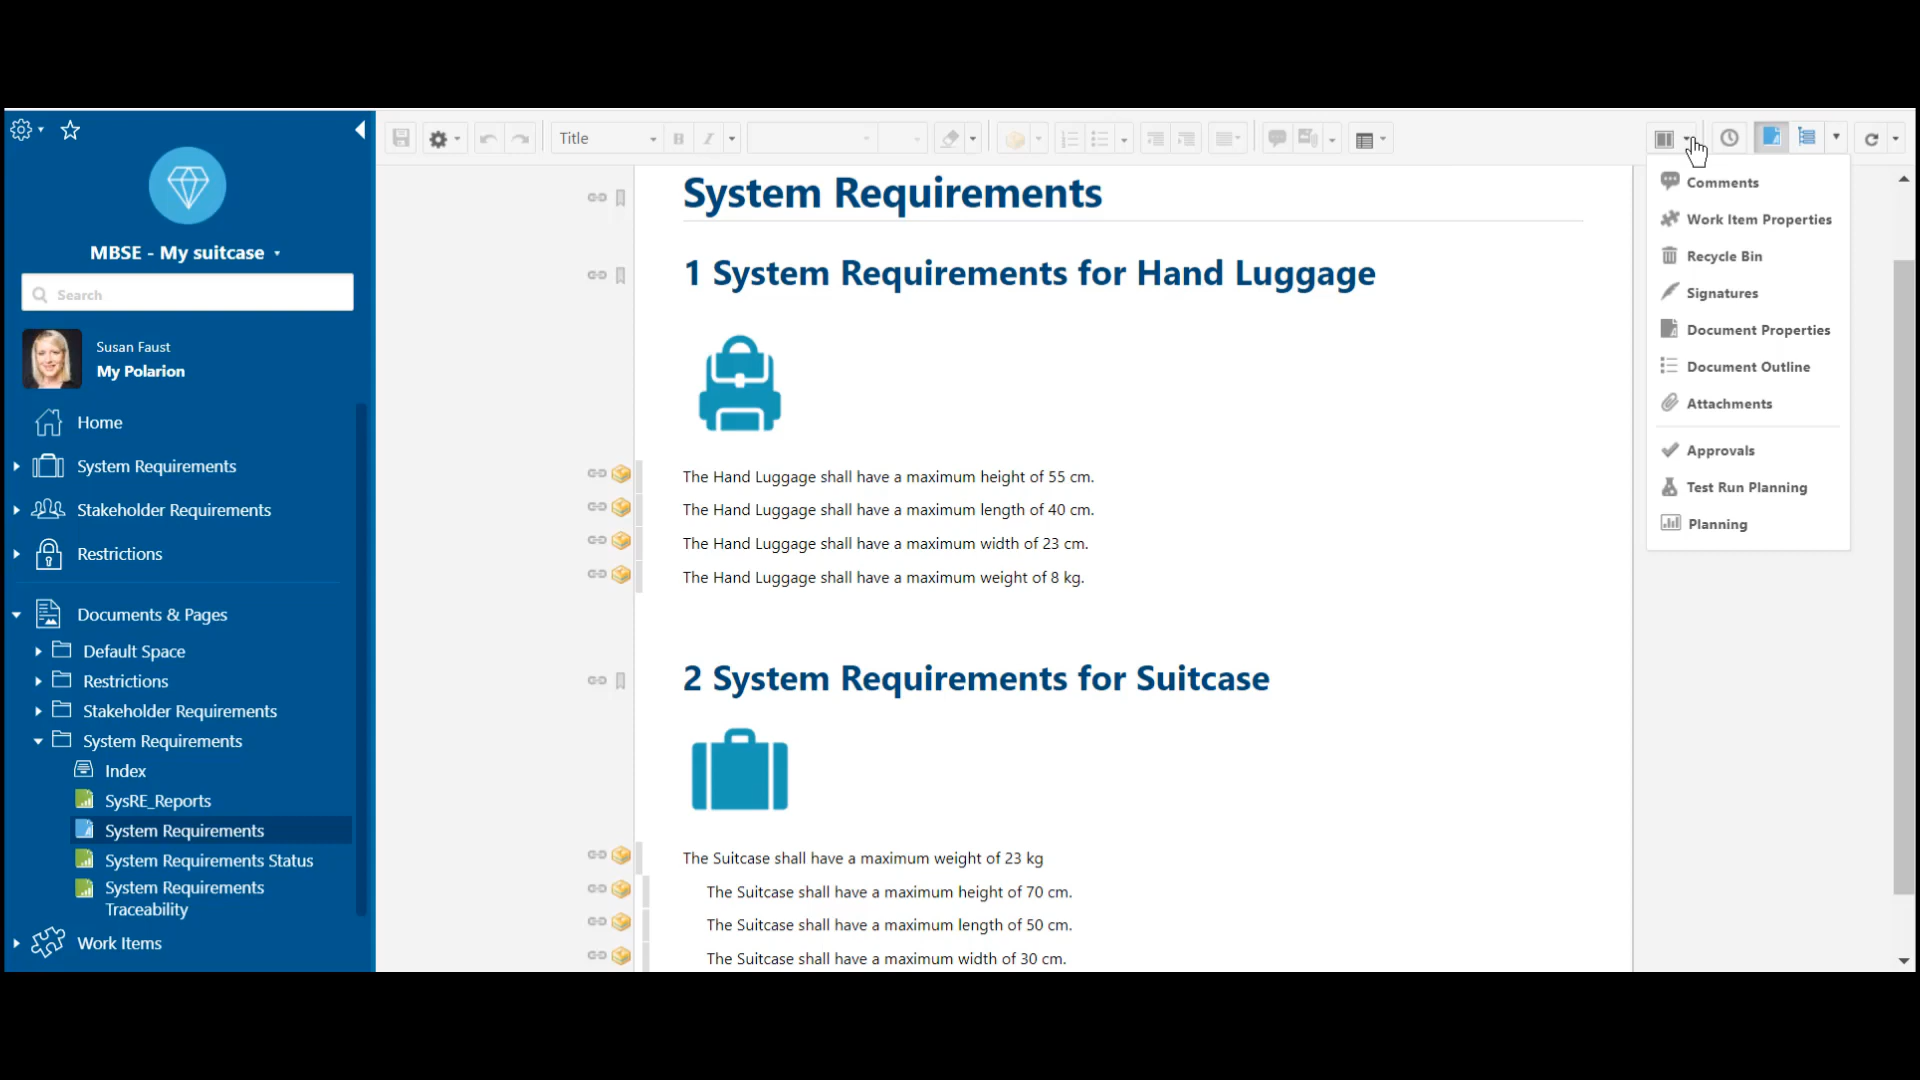 Title
B
I
MBSE - My suitcase
Search
Susan Faust
My Polarion
Home
System Requirements
Stakeholder Requirements
Restrictions
Documents & Pages
Default Space
Restrictions
Stakeholder Requirements
System Requirements
Index
SysRE_Reports
System Requirements
System Requirements Status
System Requirements
Traceability
Work Items
System Requirements
1 System Requirements for Hand Luggage
The Hand Luggage shall have a maximum height of 55 cm.
The Hand Luggage shall have a maximum length of 40 cm.
The Hand Luggage shall have a maximum width of 23 cm.
The Hand Luggage shall have a maximum weight of 8 kg.
2 System Requirements for Suitcase
The Suitcase shall have a maximum weight of 23 kg
The Suitcase shall have a maximum height of 70 cm.
The Suitcase shall have a maximum length of 50 cm.
The Suitcase shall have a maximum width of 30 cm.
Comments
Work Item Properties
Recycle Bin
Signatures
Document Properties
Document Outline
Attachments
Approvals
Test Run Planning
Planning